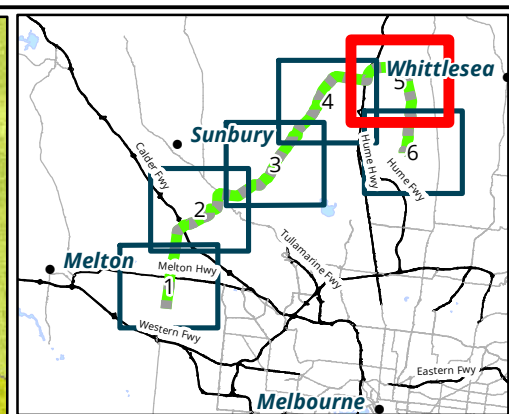 Whittlesea
5
4
Hume Hwy
6
Hume Fwy
Sunbury
Calder Fwy
3
2
Tullamarine Fwy
Melton
Melton Hwy
1
Western Fwy
Eastern Fwy
Melbourne